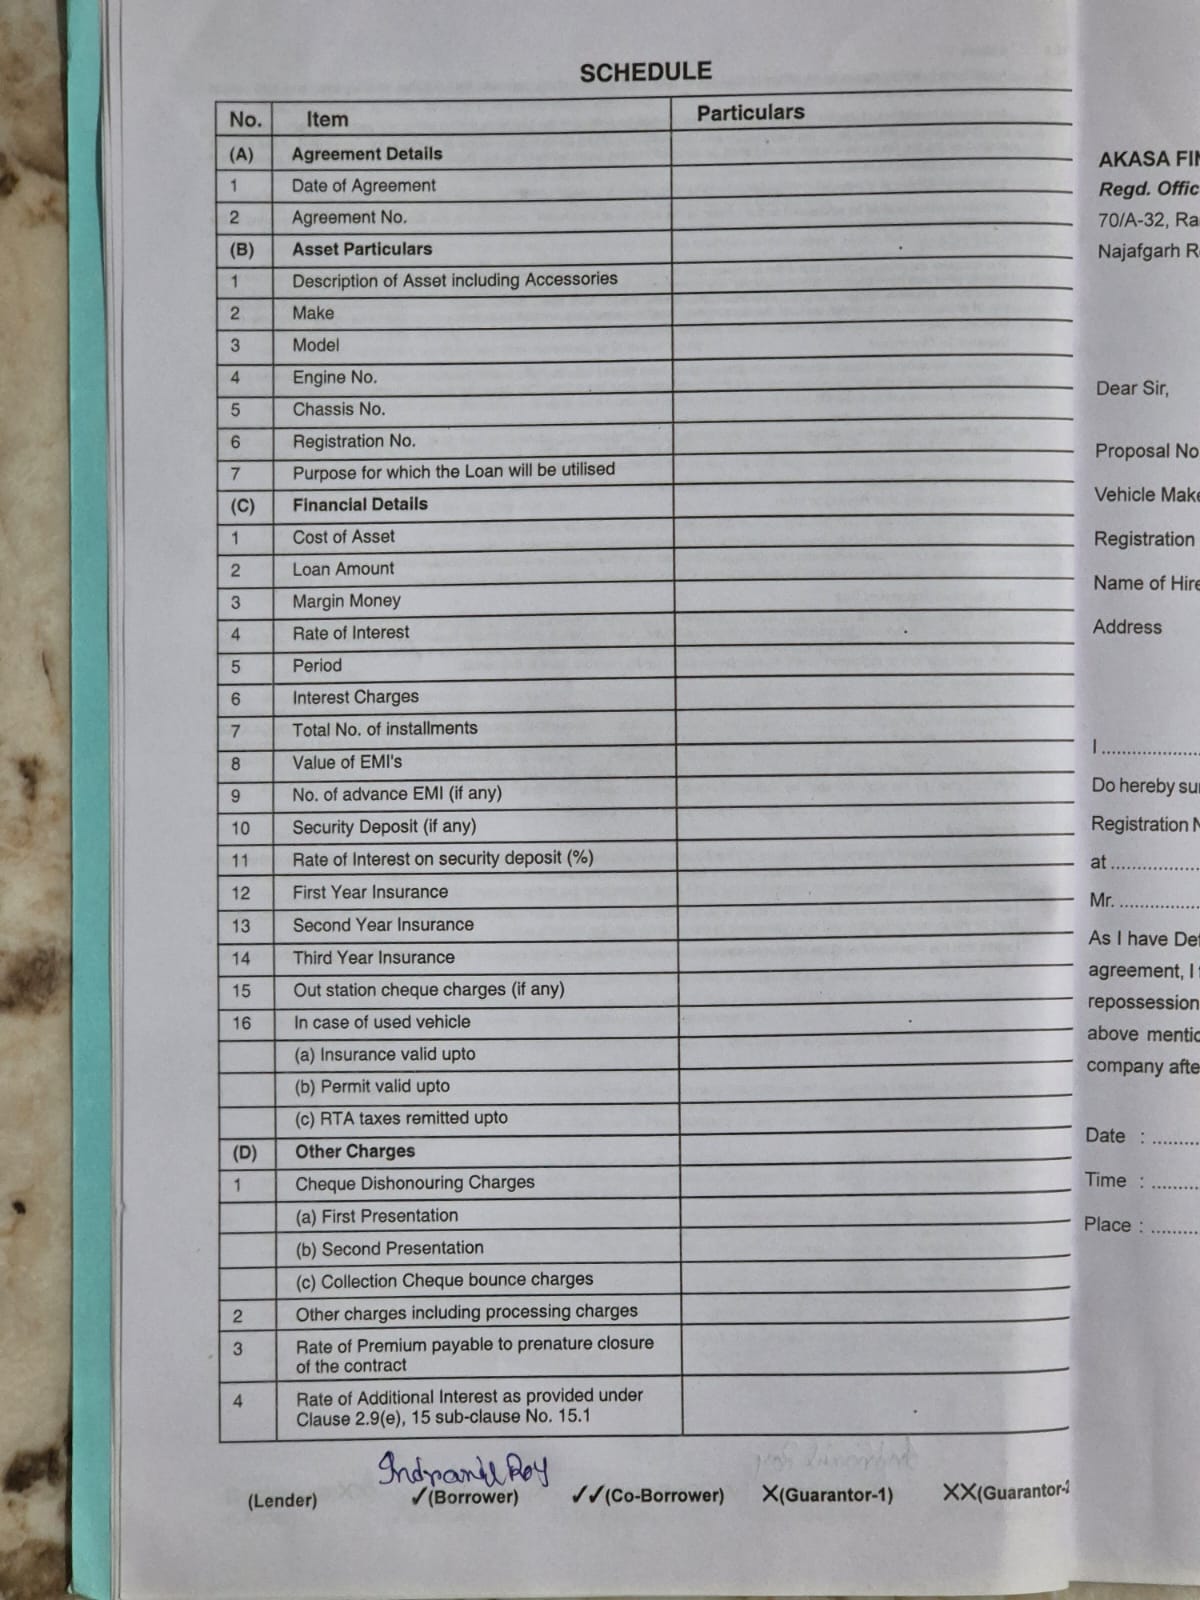 SCHEDULE
No. Item Particulars
(A) Agreement Details
1 Date of Agreement
2 Agreement No.
(B) Asset Particulars
1 Description of Asset including Accessories
2 Make
3 Model
4 Engine No.
5 Chassis No.
6 Registration No.
7 Purpose for which the Loan will be utilised
(C) Financial Details
1 Cost of Asset
2 Loan Amount
3 Margin Money
4 Rate of Interest
5 Period
6 Interest Charges
7 Total No. of installments
8 Value of EMI's
9 No. of advance EMI (if any)
10 Security Deposit (if any)
11 Rate of Interest on security deposit (%)
12 First Year Insurance
13 Second Year Insurance
14 Third Year Insurance
15 Out station cheque charges (if any)
16 In case of used vehicle
(a) Insurance valid upto
(b) Permit valid upto
(c) RTA taxes remitted upto
(D) Other Charges
1 Cheque Dishonouring Charges
(a) First Presentation
(b) Second Presentation
(c) Collection Cheque bounce charges
2 Other charges including processing charges
3 Rate of Premium payable to prenature closure
of the contract
4 Rate of Additional Interest as provided under
Clause 2.9(e), 15 sub-clause No. 15.1
Indranil Roy
(Lender) ✓(Borrower) ✓✓(Co-Borrower) X(Guarantor-1) XX(Guarantor-2
AKASA
Regd.
70/A-32,
Najafgarh
Dear Sir,
Proposal No
Vehicle
Registration
Name of
Address
I ....................
Do hereby
Registration
at ................
Mr. ..............
As I have
agreement, I
repossession
above
company
Date : ........
Time : ........
Place : ........